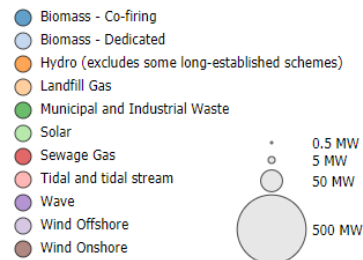 Biomass - Co-firing
Biomass - Dedicated
Hydro (excludes some long-established schemes)
Landfill Gas
Municipal and Industrial Waste
Solar
Sewage Gas
Tidal and tidal stream
Wave
Wind Offshore
Wind Onshore
0.5 MW
5 MW
50 MW
500 MW